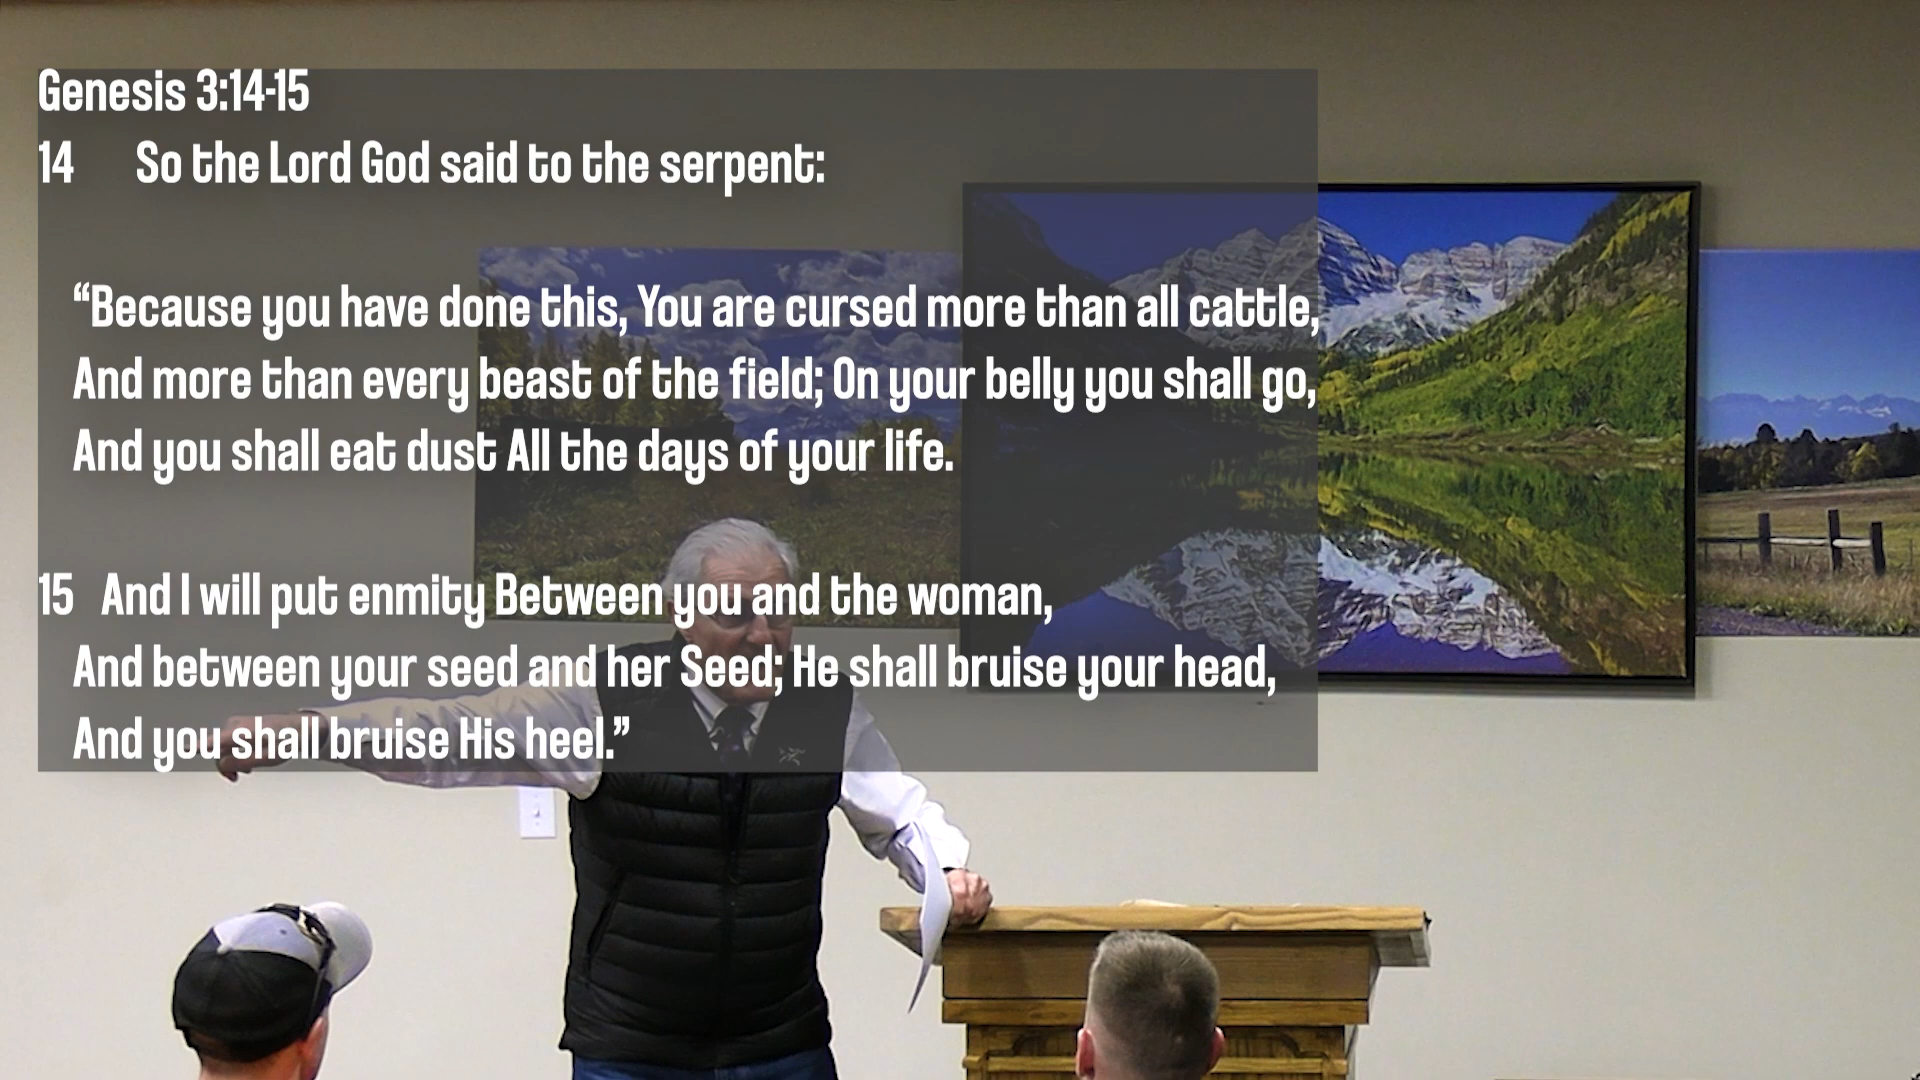 Genesis 3:14-15
14 So the Lord God said to the serpent:
“Because you have done this, You are cursed more than all cattle,
And more than every beast of the field; On your belly you shall go,
And you shall eat dust All the days of your life.
15 And I will put enmity Between you and the woman,
And between your seed and her Seed; He shall bruise your head,
And you shall bruise His heel.”